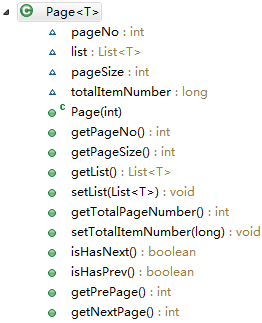 Page<T>
pageNo : int
list : List<T>
pageSize : int
totalItemNumber : long
Page(int)
getPageNo() : int
getPageSize() : int
getList() : List<T>
setList(List<T>) : void
getTotalPageNumber() : int
setTotalItemNumber(long) : void
isHasNext() : boolean
isHasPrev() : boolean
getPrePage() : int
getNextPage() : int